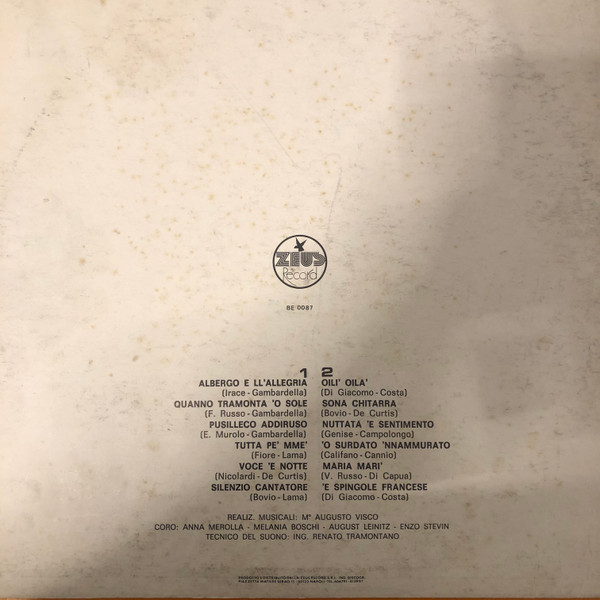 ZEUS
Record
BE 0087
1
ALBERGO E LL'ALLEGRIA
(Irace - Gambardella)
QUANNO TRAMONTA 'O SOLE
(F. Russo - Gambardella)
PUSILLECO ADDIRUSO
(E. Murolo - Gambardella)
TUTTA PE' MME'
(Fiore - Lama)
VOCE 'E NOTTE
(Nicolardi - De Curtis)
SILENZIO CANTATORE
(Bovio - Lama)
2
OILI' OILA'
(Di Giacomo - Costa)
SONA CHITARRA
(Bovio - De Curtis)
NUTTATA 'E SENTIMENTO
(Genise - Campolongo)
'O SURDATO 'NNAMMURATO
(Califano - Cannio)
MARIA MARI'
(V. Russo - Di Capua)
'E SPINGOLE FRANCESE
(Di Giacomo - Costa)
REALIZ. MUSICALI: Mº AUGUSTO VISCO
CORO: ANNA MEROLLA - MELANIA BOSCHI - AUGUST LEINITZ - ENZO STEVIN
TECNICO DEL SUONO: ING. RENATO TRAMONTANO